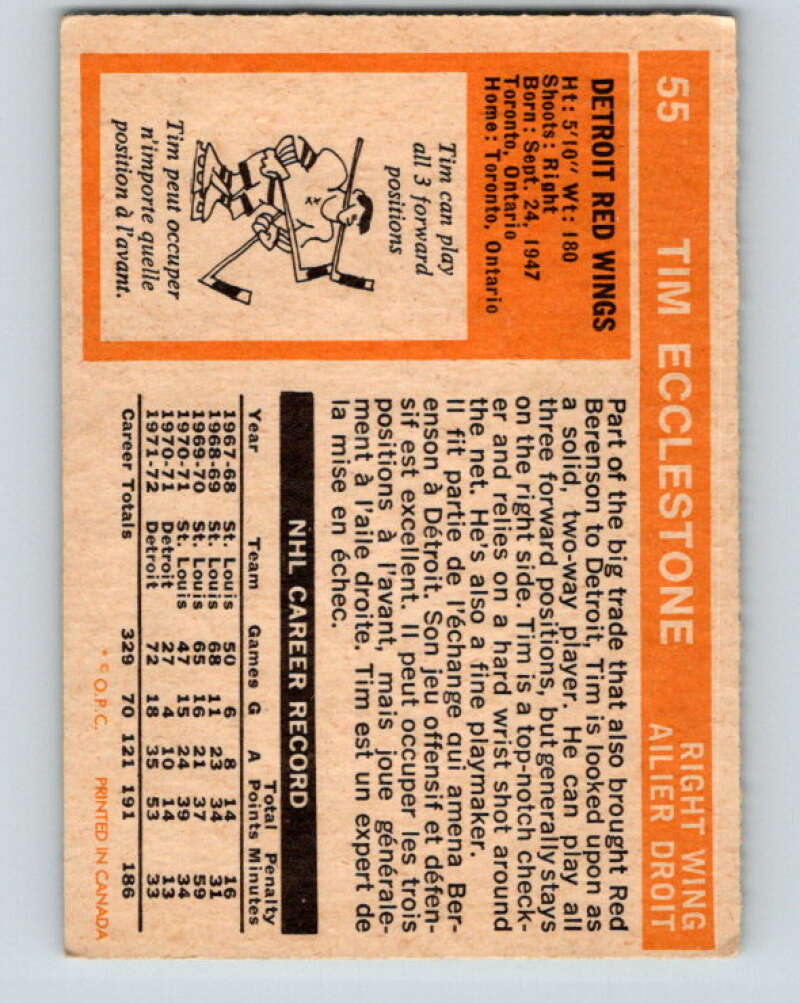 55 TIM ECCLESTONE RIGHT WING
AILIER DROIT
DETROIT RED WINGS
Ht: 5'10" Wt: 180
Shoots: Right
Born: Sept. 24, 1947
Toronto, Ontario
Home: Toronto, Ontario
Tim can play
all 3 forward
positions
Tim peut occuper
n'importe quelle
position à l'avant.
Part of the big trade that also brought Red
Berenson to Detroit, Tim is looked upon as
a solid, two-way player. He can play all
three forward positions, but generally stays
on the right side. Tim is a top-notch check-
er and relies on a hard wrist shot around
the net. He's also a fine playmaker.
Il fit partie de l'échange qui amena Ber-
enson à Détroit. Son jeu offensif et défen-
sif est excellent. Il peut occuper les trois
positions à l'avant, mais joue générale-
ment à l'aile droite. Tim est un expert de
la mise en échec.
NHL CAREER RECORD
Total Penalty
Year Team Games G A Points Minutes
1967-68 St. Louis 50 6 8 14 16
1968-69 St. Louis 68 11 23 34 31
1969-70 St. Louis 65 16 21 37 59
1970-71 St. Louis 47 15 24 39 34
1970-71 Detroit 27 4 10 14 13
1971-72 Detroit 72 18 35 53 33
Career Totals 329 70 121 191 186
* © O.P.C. PRINTED IN CANADA